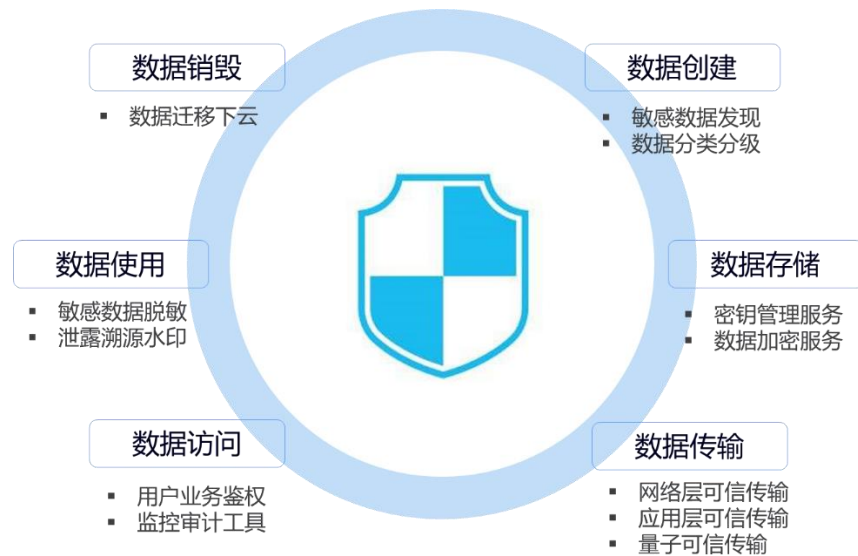 数据销毁
▪ 数据迁移下云
数据创建
▪ 敏感数据发现
▪ 数据分类分级
数据使用
▪ 敏感数据脱敏
▪ 泄露溯源水印
数据存储
▪ 密钥管理服务
▪ 数据加密服务
数据访问
▪ 用户业务鉴权
▪ 监控审计工具
数据传输
▪ 网络层可信传输
▪ 应用层可信传输
▪ 量子可信传输